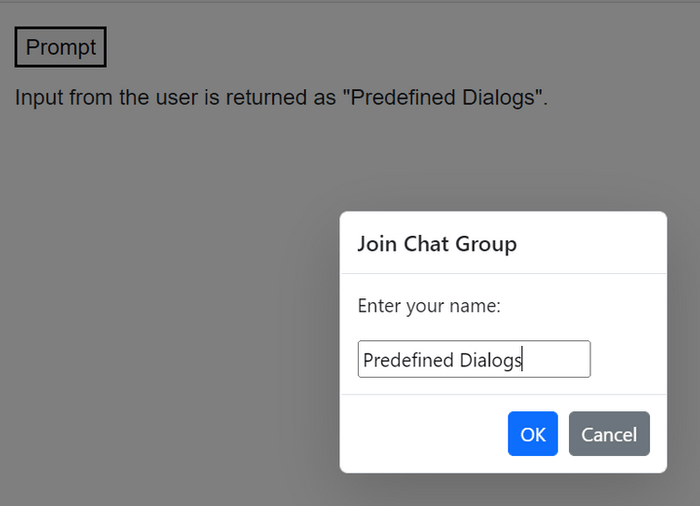 Prompt
Input from the user is returned as "Predefined Dialogs".
Join Chat Group
Enter your name:
Predefined Dialogs
OK Cancel